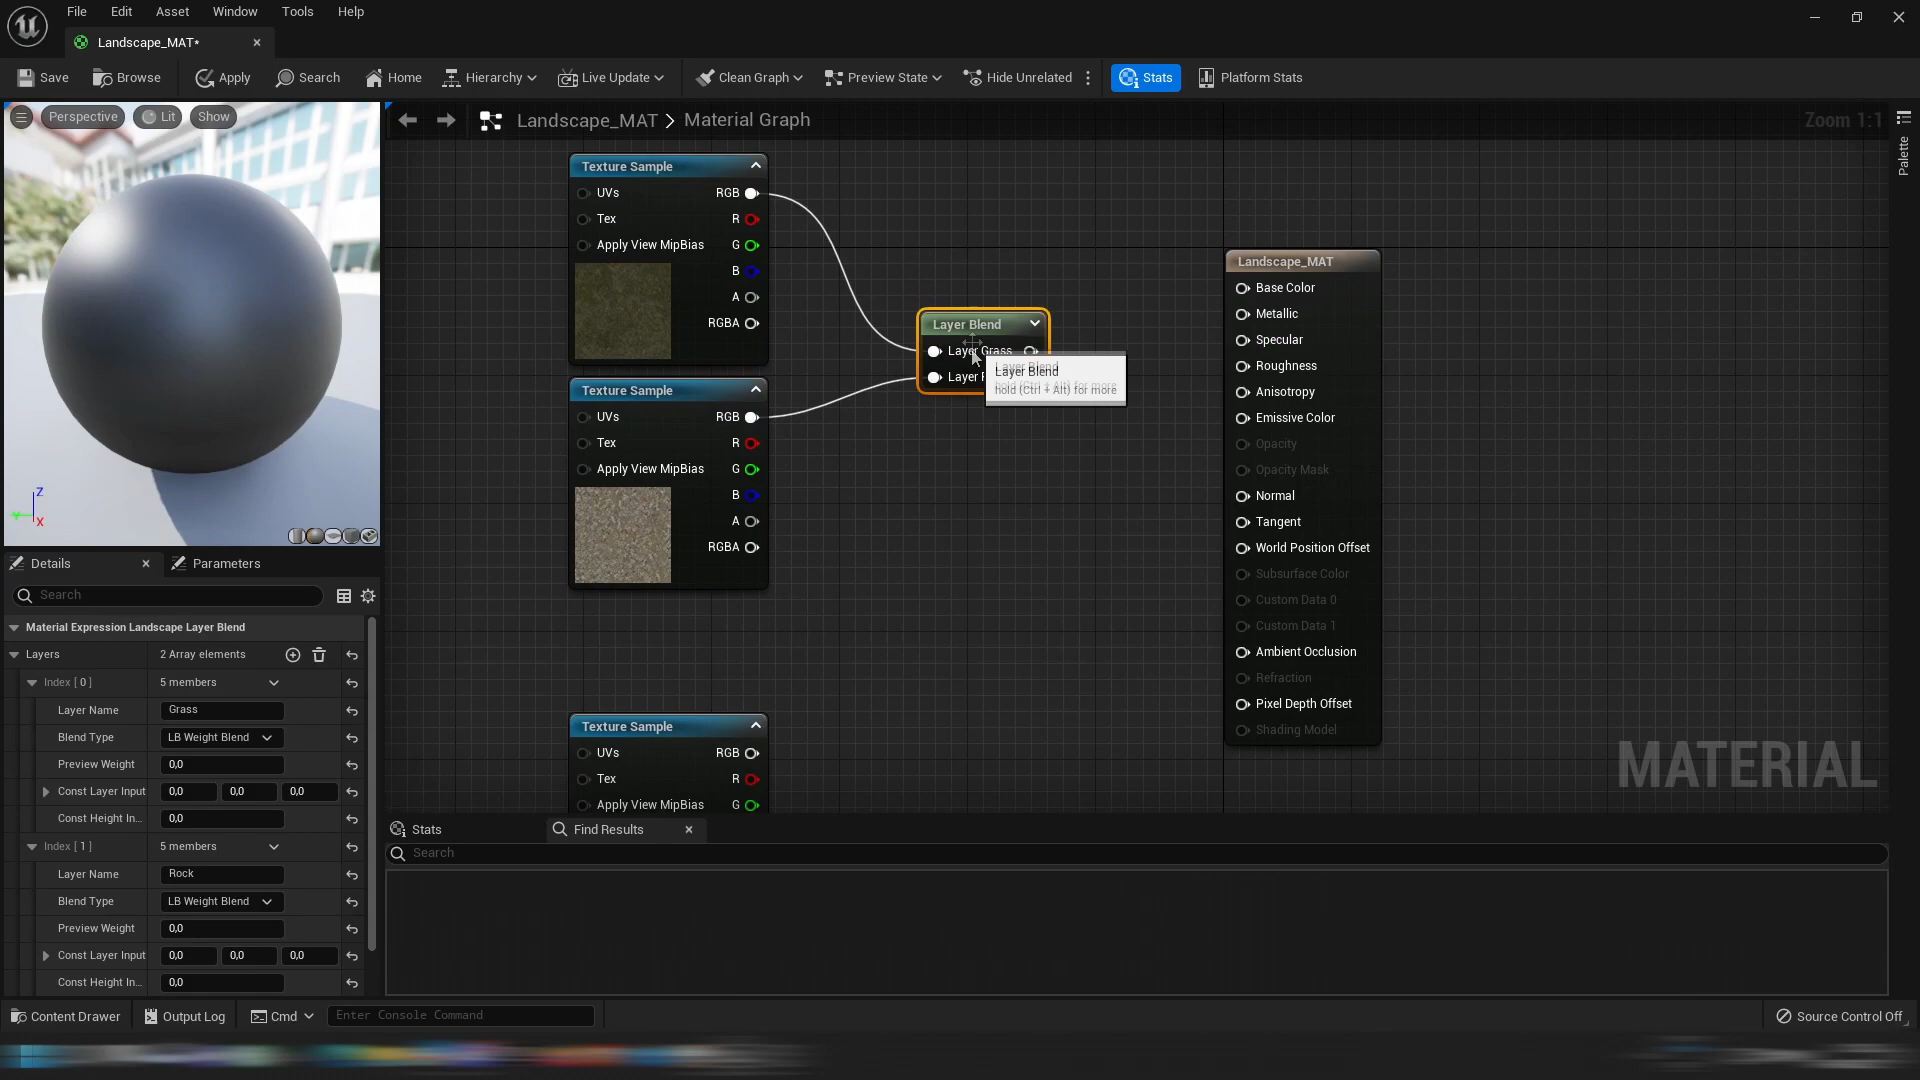 File Edit Asset Window Tools Help
Landscape_MAT*
Save Browse Apply Search Home Hierarchy Live Update Clean Graph Preview State Hide Unrelated Stats Platform Stats
Perspective Lit Show
Landscape_MAT > Material Graph
Zoom 1:1
Palette
Texture Sample
UVs RGB
Tex R
Apply View MipBias G
B
A
RGBA
Layer Blend
Layer Grass
Layer
Layer Blend
hold (Ctrl + Alt) for more
Texture Sample
UVs RGB
Tex R
Apply View MipBias G
B
A
RGBA
Texture Sample
UVs RGB
Tex R
Apply View MipBias G
Landscape_MAT
Base Color
Metallic
Specular
Roughness
Anisotropy
Emissive Color
Opacity
Opacity Mask
Normal
Tangent
World Position Offset
Subsurface Color
Custom Data 0
Custom Data 1
Ambient Occlusion
Refraction
Pixel Depth Offset
Shading Model
MATERIAL
Z
Y
X
Details Parameters
Search
Material Expression Landscape Layer Blend
Layers 2 Array elements
Index [ 0 ] 5 members
Layer Name Grass
Blend Type LB Weight Blend
Preview Weight 0,0
Const Layer Input 0,0 0,0 0,0
Const Height In... 0,0
Index [ 1 ] 5 members
Layer Name Rock
Blend Type LB Weight Blend
Preview Weight 0,0
Const Layer Input 0,0 0,0 0,0
Const Height In... 0,0
Stats Find Results
Search
Content Drawer Output Log Cmd Enter Console Command Source Control Off